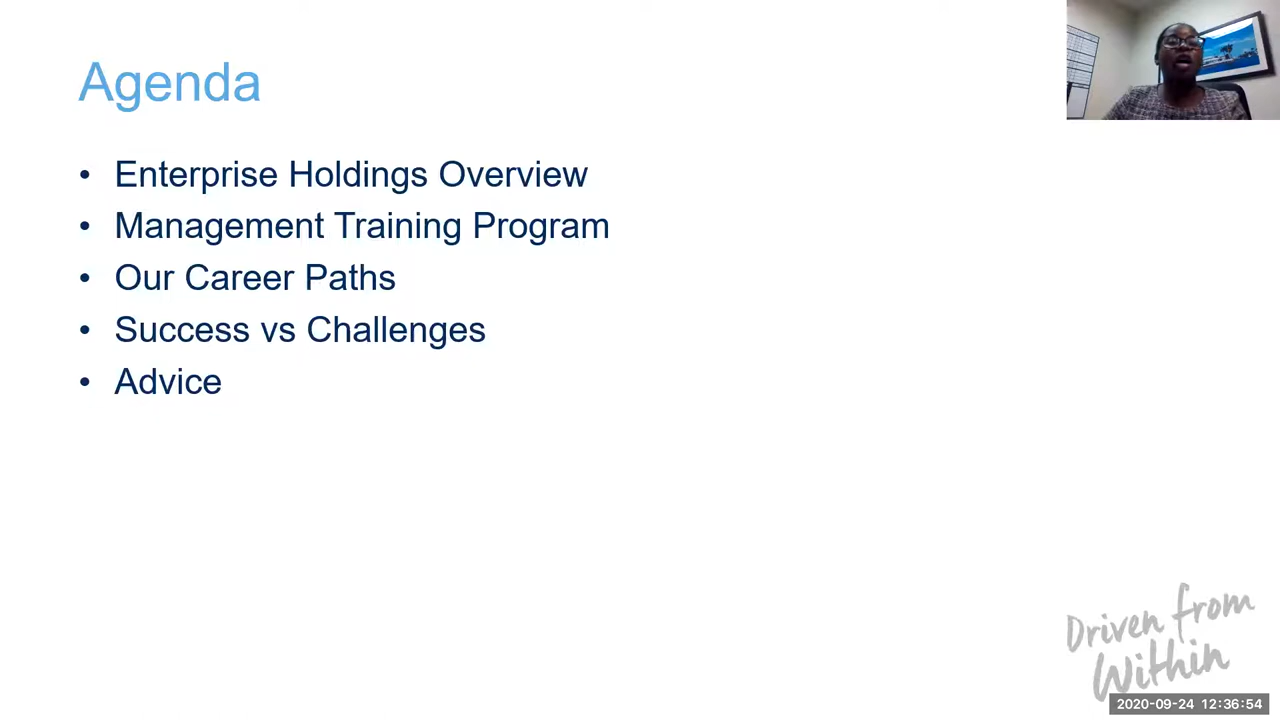 Agenda
• Enterprise Holdings Overview
• Management Training Program
• Our Career Paths
• Success vs Challenges
• Advice
Driven from
Within
2020-09-24 12:36:54